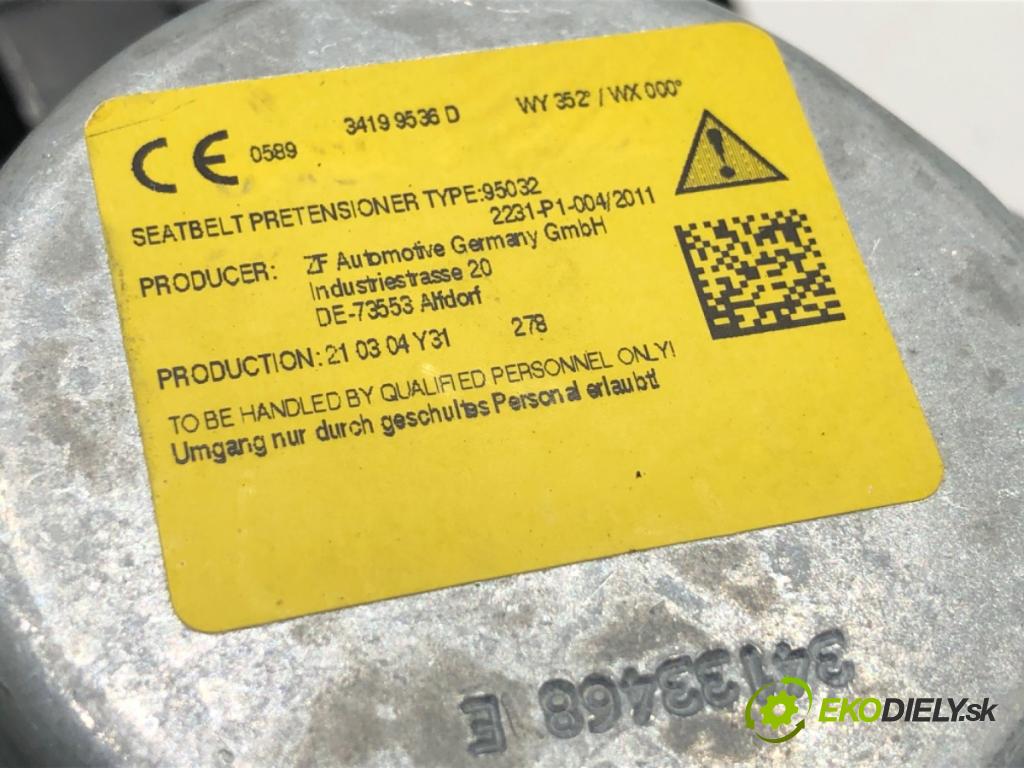 3419 9536 D WY 352° / WX 000°
CE 0589
SEATBELT PRETENSIONER TYPE:95032
2231-P1-004/2011
PRODUCER: ZF Automotive Germany GmbH
Industriestrasse 20
DE-73553 Alfdorf
PRODUCTION: 21 03 04 Y31 278
TO BE HANDLED BY QUALIFIED PERSONNEL ONLY!
Umgang nur durch geschultes Personal erlaubt!
34133468 E
EKODIELY.sk